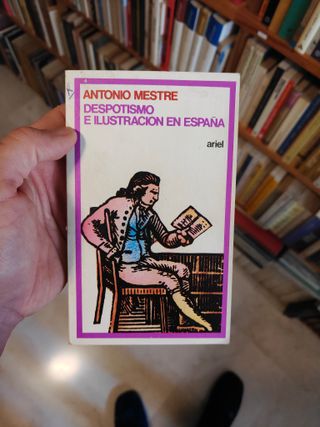 ANTONIO MESTRE
DESPOTISMO
E ILUSTRACION EN ESPAÑA
ariel